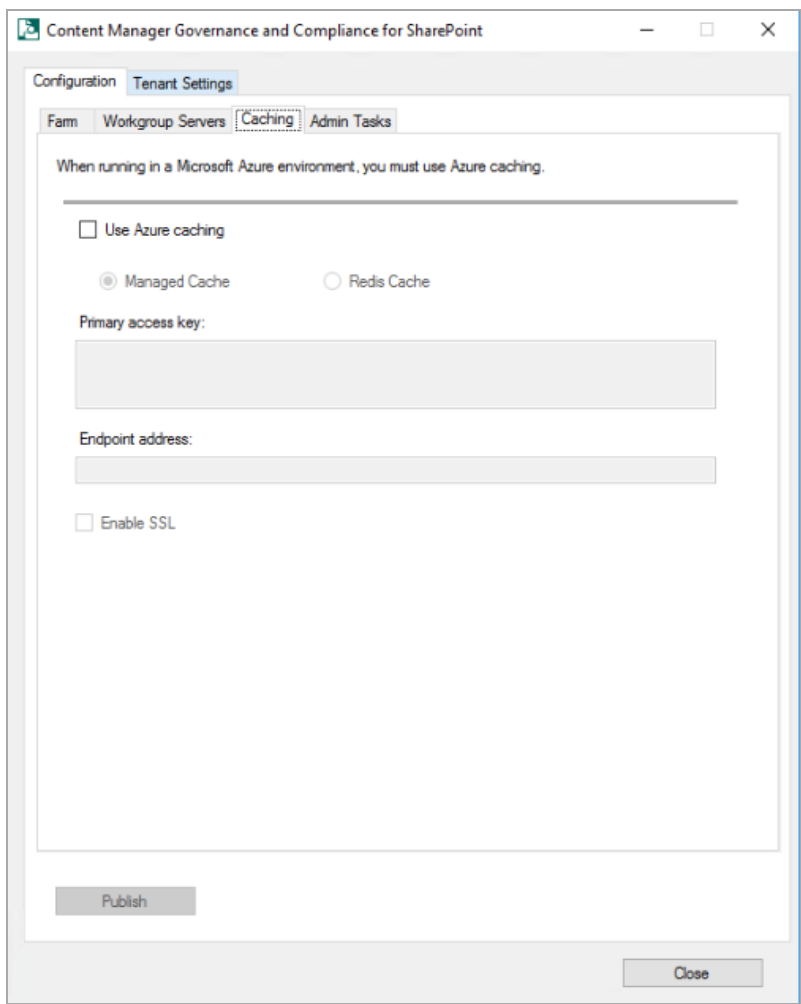 Content Manager Governance and Compliance for SharePoint
Configuration Tenant Settings
Farm Workgroup Servers Caching Admin Tasks
When running in a Microsoft Azure environment, you must use Azure caching.
Use Azure caching
Managed Cache Redis Cache
Primary access key:
Endpoint address:
Enable SSL
Publish
Close